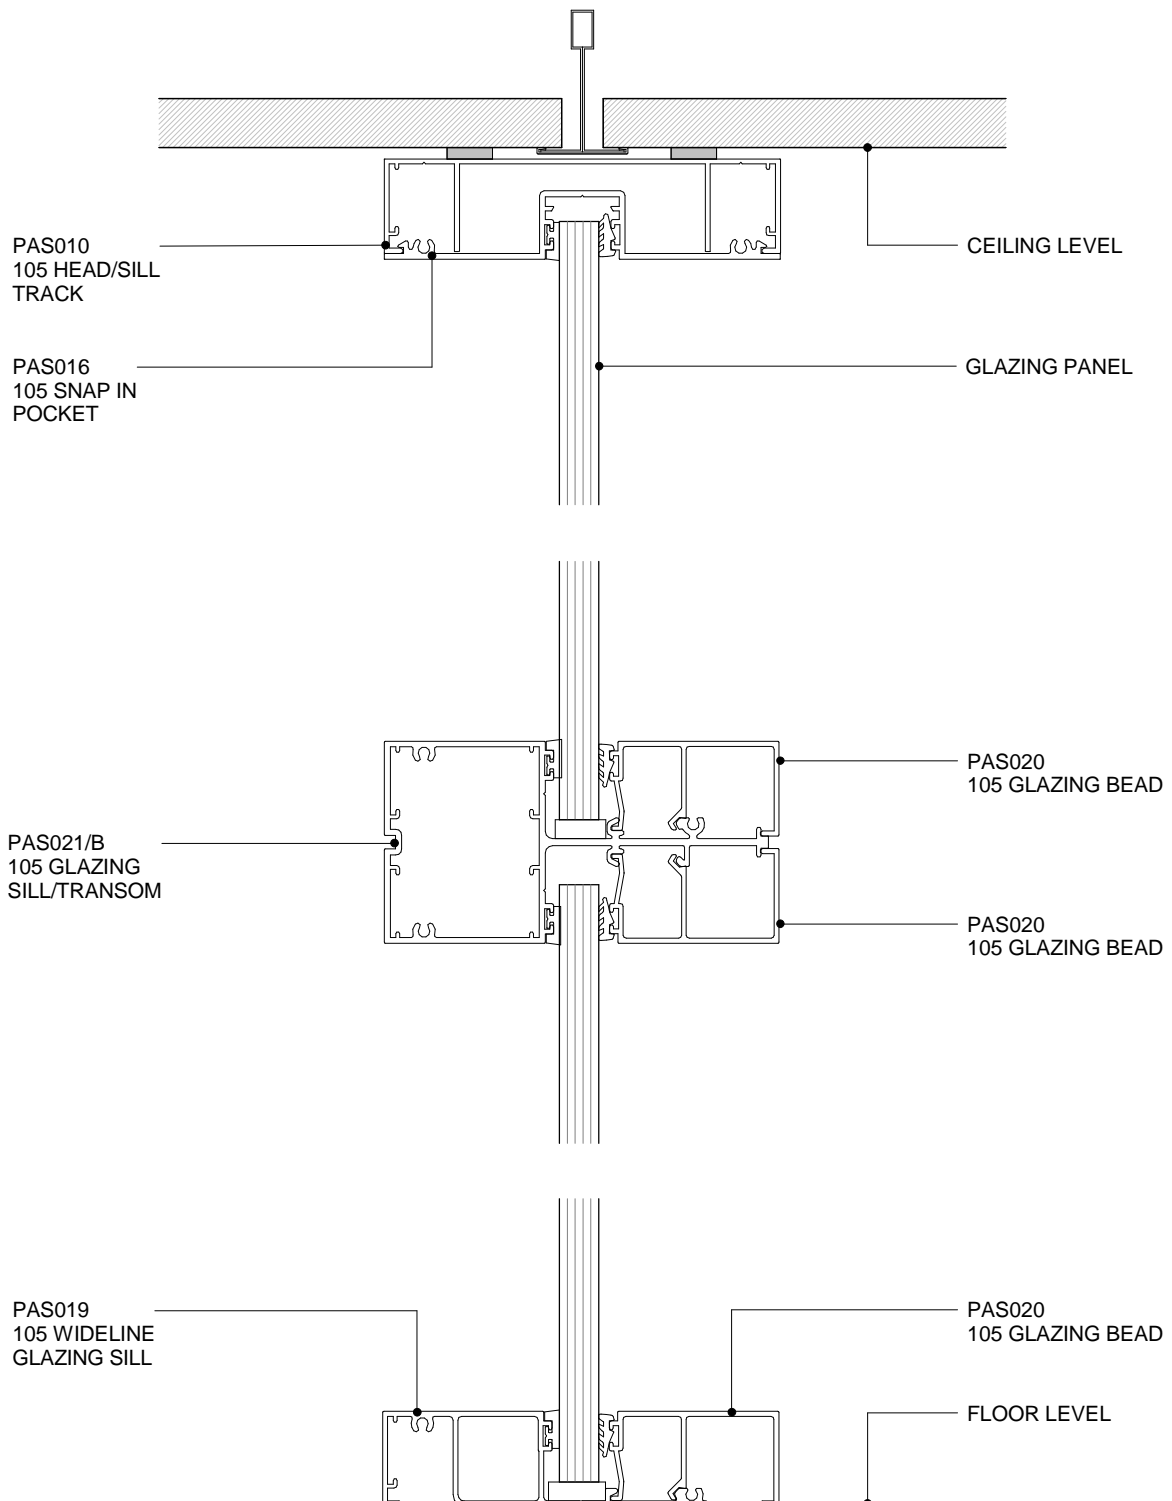 PAS010
105 HEAD/SILL
TRACK
CEILING LEVEL
PAS016
105 SNAP IN
POCKET
GLAZING PANEL
PAS020
105 GLAZING BEAD
PAS021/B
105 GLAZING
SILL/TRANSOM
PAS020
105 GLAZING BEAD
PAS019
105 WIDELINE
GLAZING SILL
PAS020
105 GLAZING BEAD
FLOOR LEVEL